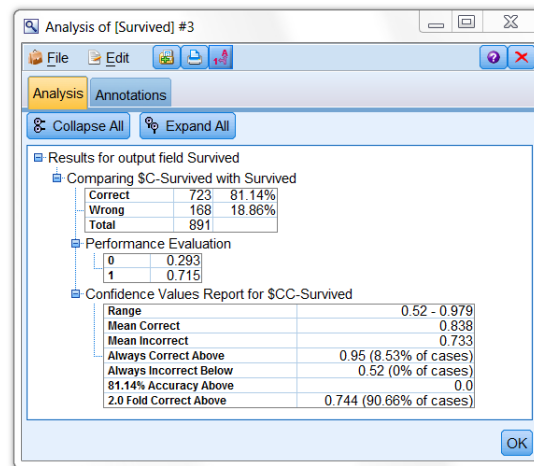 Analysis of [Survived] #3
File Edit
Analysis Annotations
Collapse All Expand All
Results for output field Survived
Comparing $C-Survived with Survived
Correct 723 81.14%
Wrong 168 18.86%
Total 891
Performance Evaluation
0 0.293
1 0.715
Confidence Values Report for $CC-Survived
Range 0.52 - 0.979
Mean Correct 0.838
Mean Incorrect 0.733
Always Correct Above 0.95 (8.53% of cases)
Always Incorrect Below 0.52 (0% of cases)
81.14% Accuracy Above 0.0
2.0 Fold Correct Above 0.744 (90.66% of cases)
OK